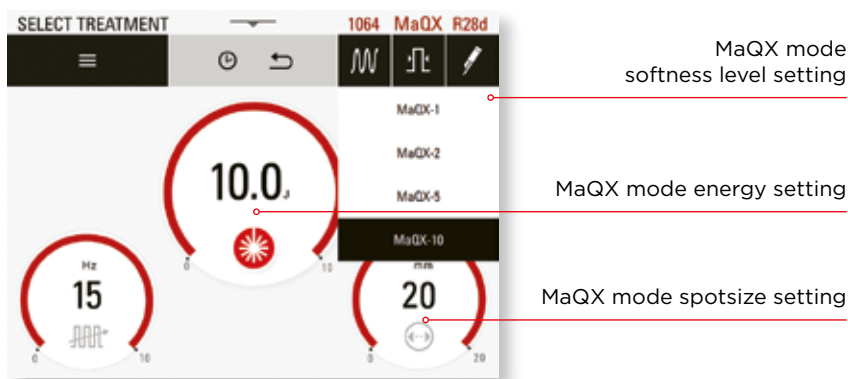 SELECT TREATMENT
1064 MaQX R28d
MaQX-1
MaQX-2
MaQX-5
MaQX-10
10.0 J
0 10
Hz
15
0 10
mm
20
0 20
MaQX mode
softness level setting
MaQX mode energy setting
MaQX mode spotsize setting